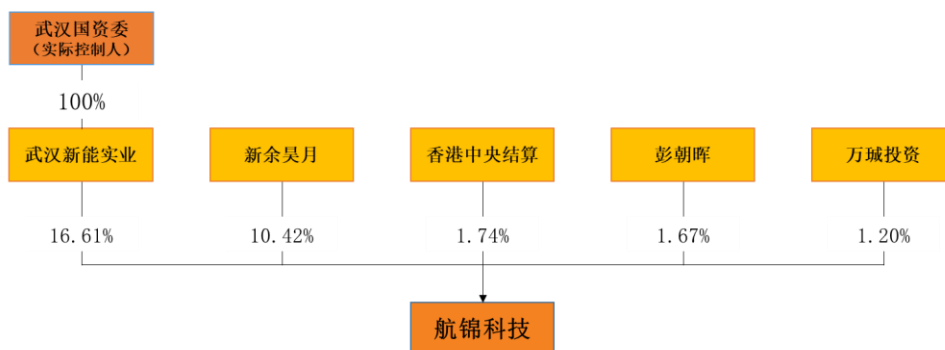 武汉国资委
（实际控制人）
100%
武汉新能实业
新余昊月
香港中央结算
彭朝晖
万城投资
16.61%
10.42%
1.74%
1.67%
1.20%
航锦科技